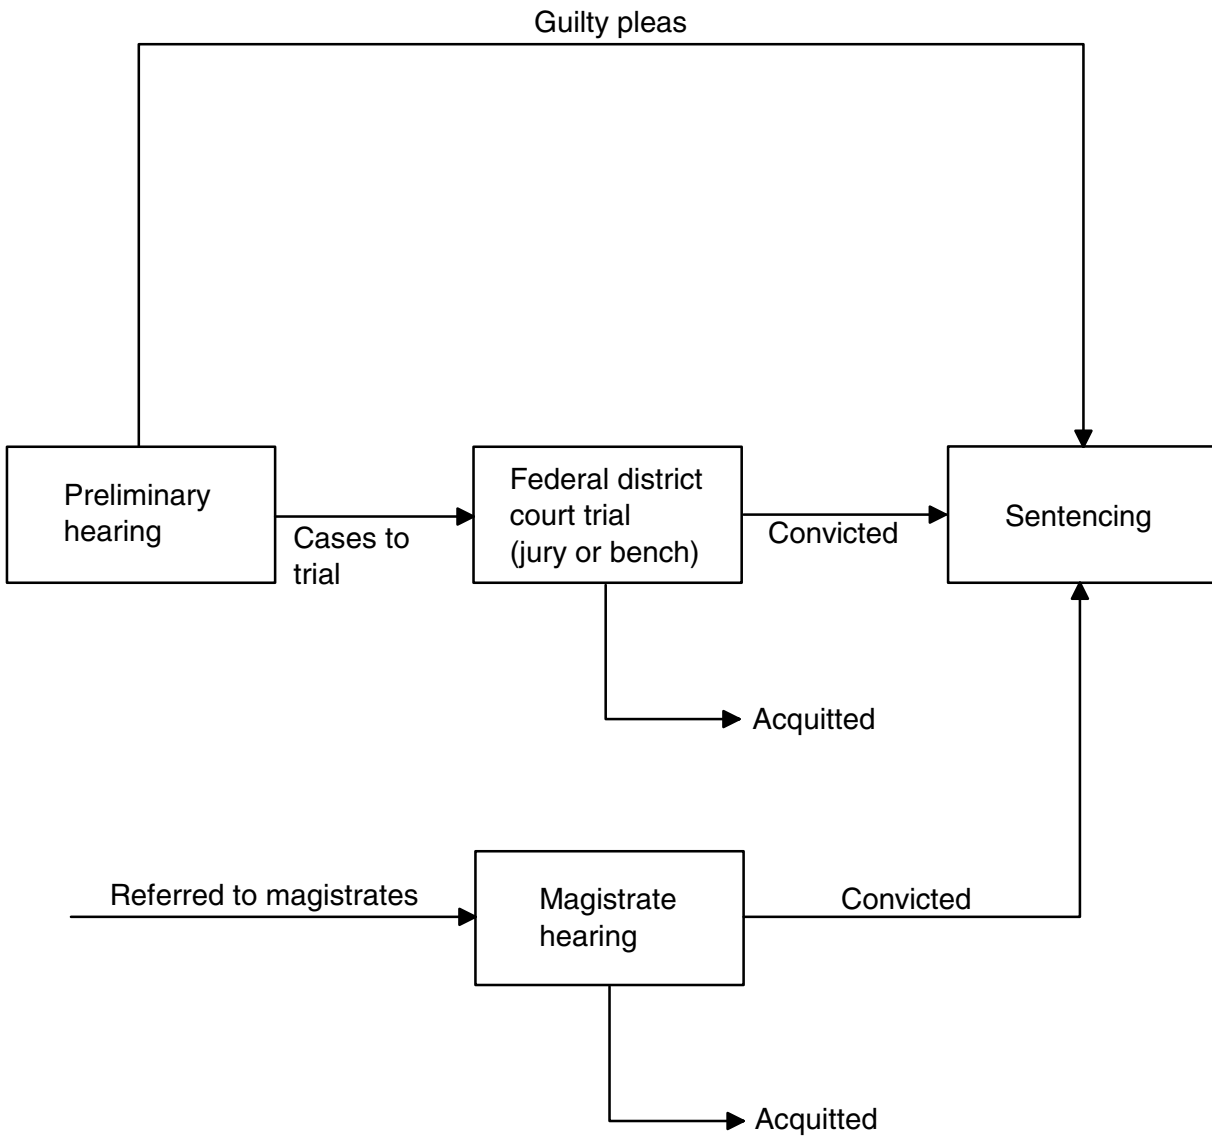 Guilty pleas
Preliminary
hearing
Cases to
trial
Federal district
court trial
(jury or bench)
Convicted
Sentencing
Acquitted
Referred to magistrates
Magistrate
hearing
Convicted
Acquitted